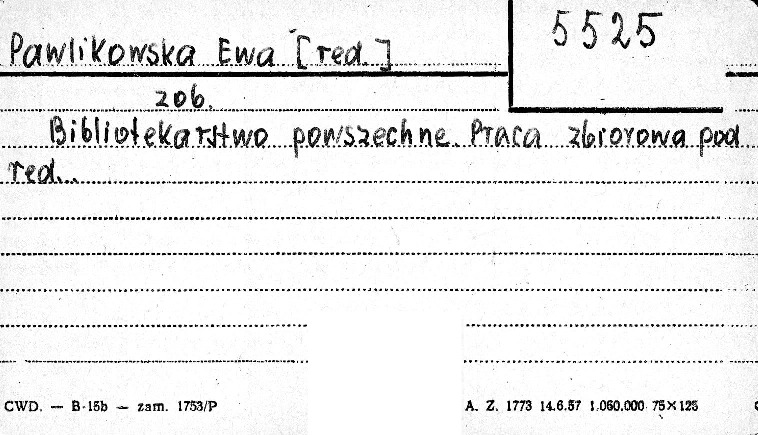 5525
Pawlikowska Ewa [red.]
zob.
Bibliotekarstwo powszechne. Praca zbiorowa pod
red...
CWD. — B-15b — zam. 1753/P
A. Z. 1773 14.6.57 1.060.000 75×125